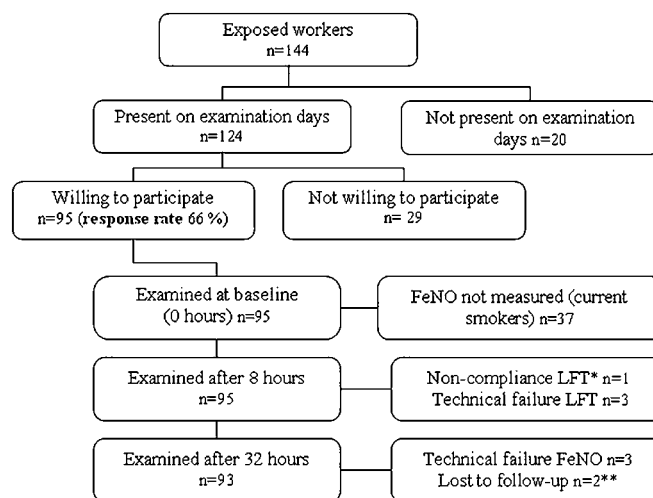 Exposed workers
n=144
Present on examination days
n=124
Not present on examination
days n=20
Willing to participate
n=95 (response rate 66 %)
Not willing to participate
n= 29
Examined at baseline
(0 hours) n=95
FeNO not measured (current
smokers) n=37
Examined after 8 hours
n=95
Non-compliance LFT* n=1
Technical failure LFT n=3
Examined after 32 hours
n=93
Technical failure FeNO n=3
Lost to follow-up n=2**